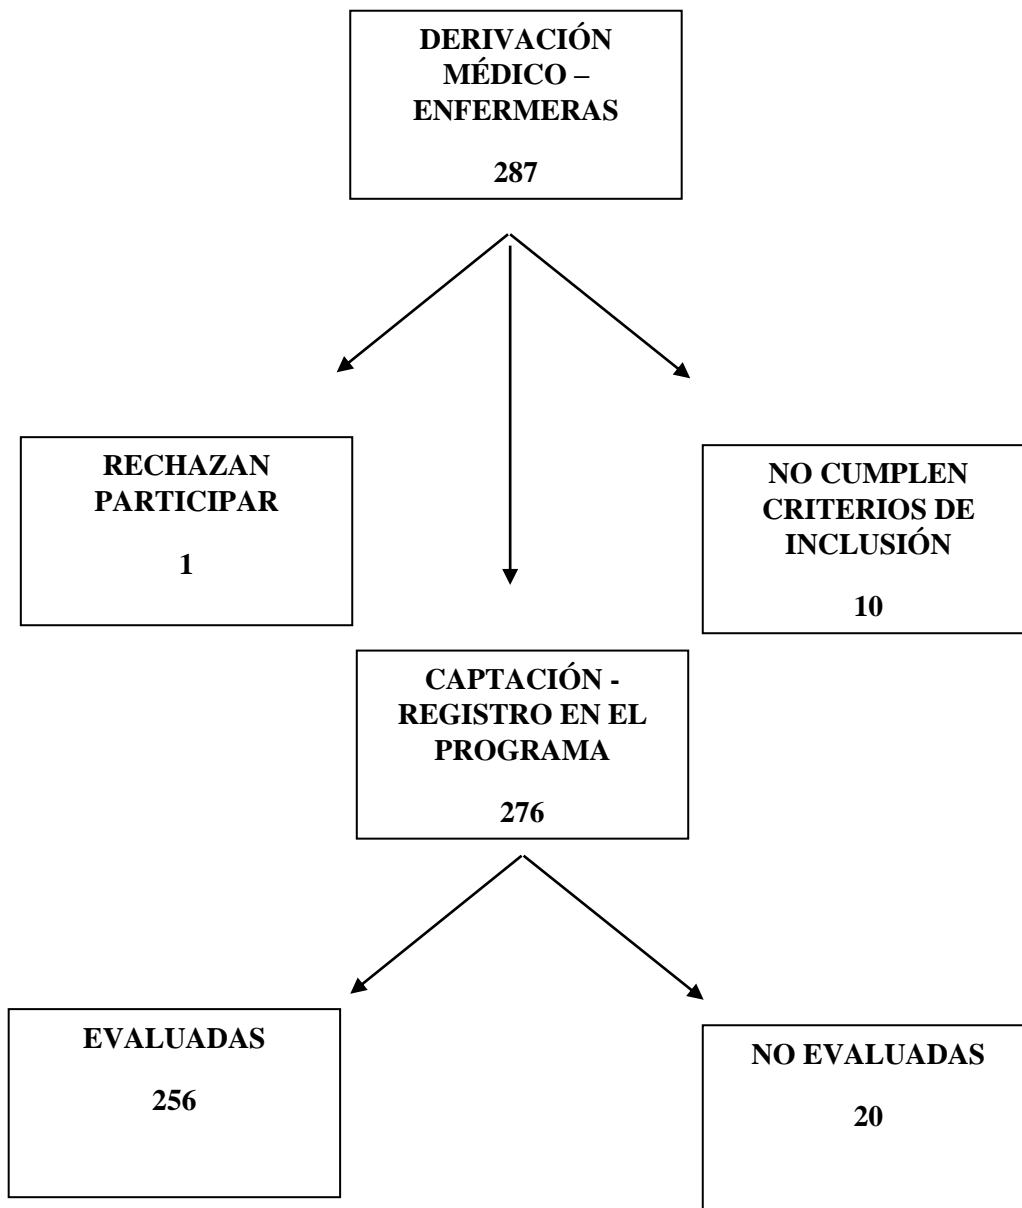 DERIVACIÓN
MÉDICO –
ENFERMERAS
287
RECHAZAN
PARTICIPAR
1
NO CUMPLEN
CRITERIOS DE
INCLUSIÓN
10
CAPTACIÓN -
REGISTRO EN EL
PROGRAMA
276
EVALUADAS
256
NO EVALUADAS
20